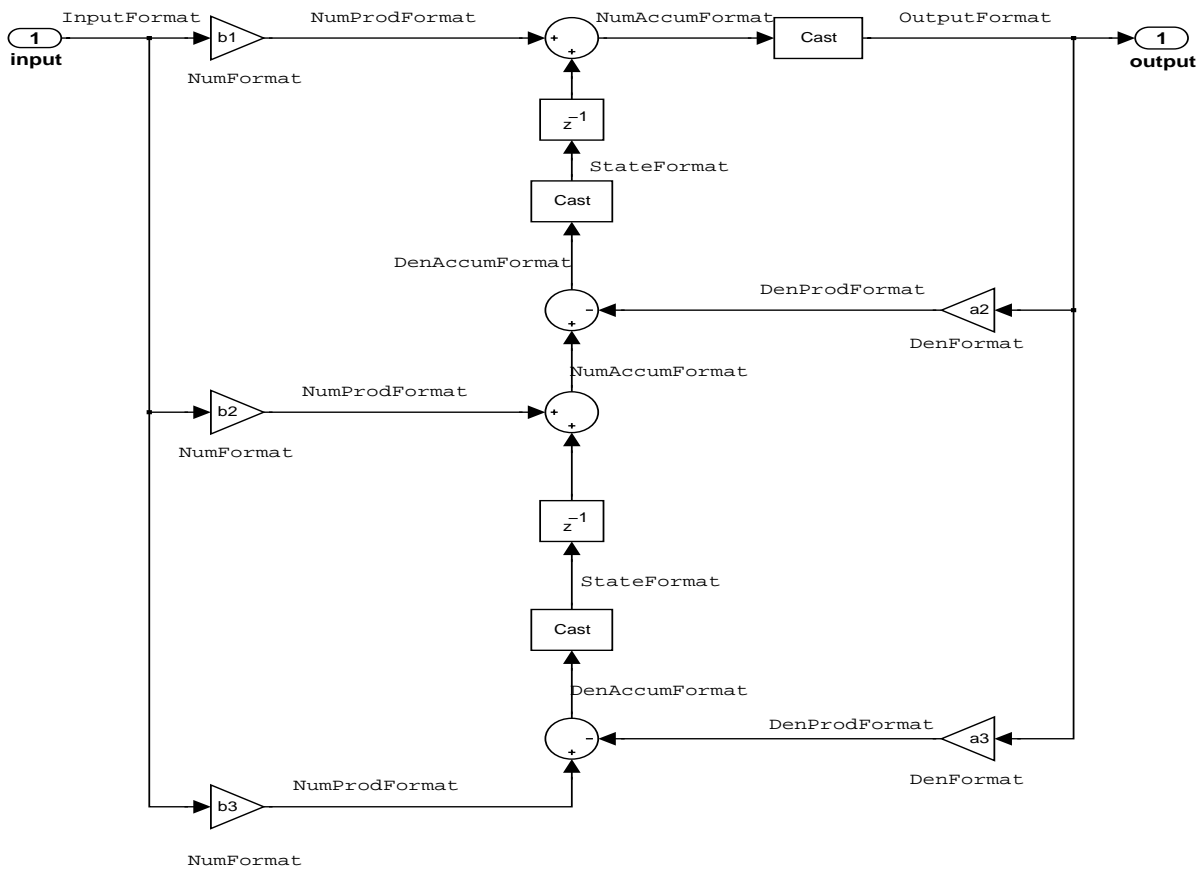 InputFormat
NumProdFormat
NumAccumFormat
OutputFormat
1
input
b1
+
+
Cast
1
output
NumFormat
z−1
StateFormat
Cast
DenAccumFormat
DenProdFormat
−
+
a2
DenFormat
NumAccumFormat
NumProdFormat
b2
+
+
NumFormat
z−1
StateFormat
Cast
DenAccumFormat
DenProdFormat
−
+
a3
DenFormat
NumProdFormat
b3
NumFormat